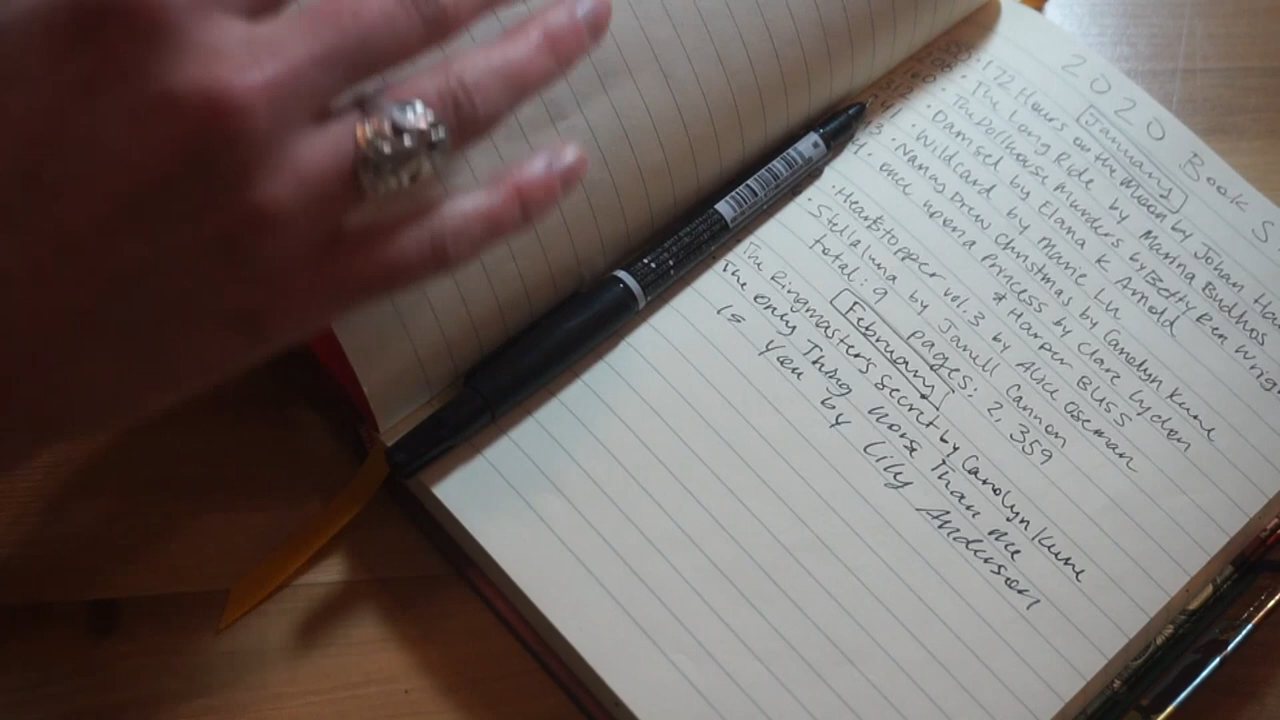 2020 Book S
January
172 Hours on the Moon by Johan Ha
The Long Ride by Marina Budhos
The Dollhouse murders by Betty Ren Wrig
Damsel by Elana K Arnold
Wildcard by Marie Lu
Nancy Drew Christmas by Carolyn Keene
once upon a princess by Clare Lydon
& Harper Bliss
Heartstopper vol.3 by Alice Oseman
Stellaluna by Janell Cannon
total: 9 pages: 2,359
February
The Ringmaster's secret by Carolyn Keene
The only Thing worse Than me
is you by Lily Anderson